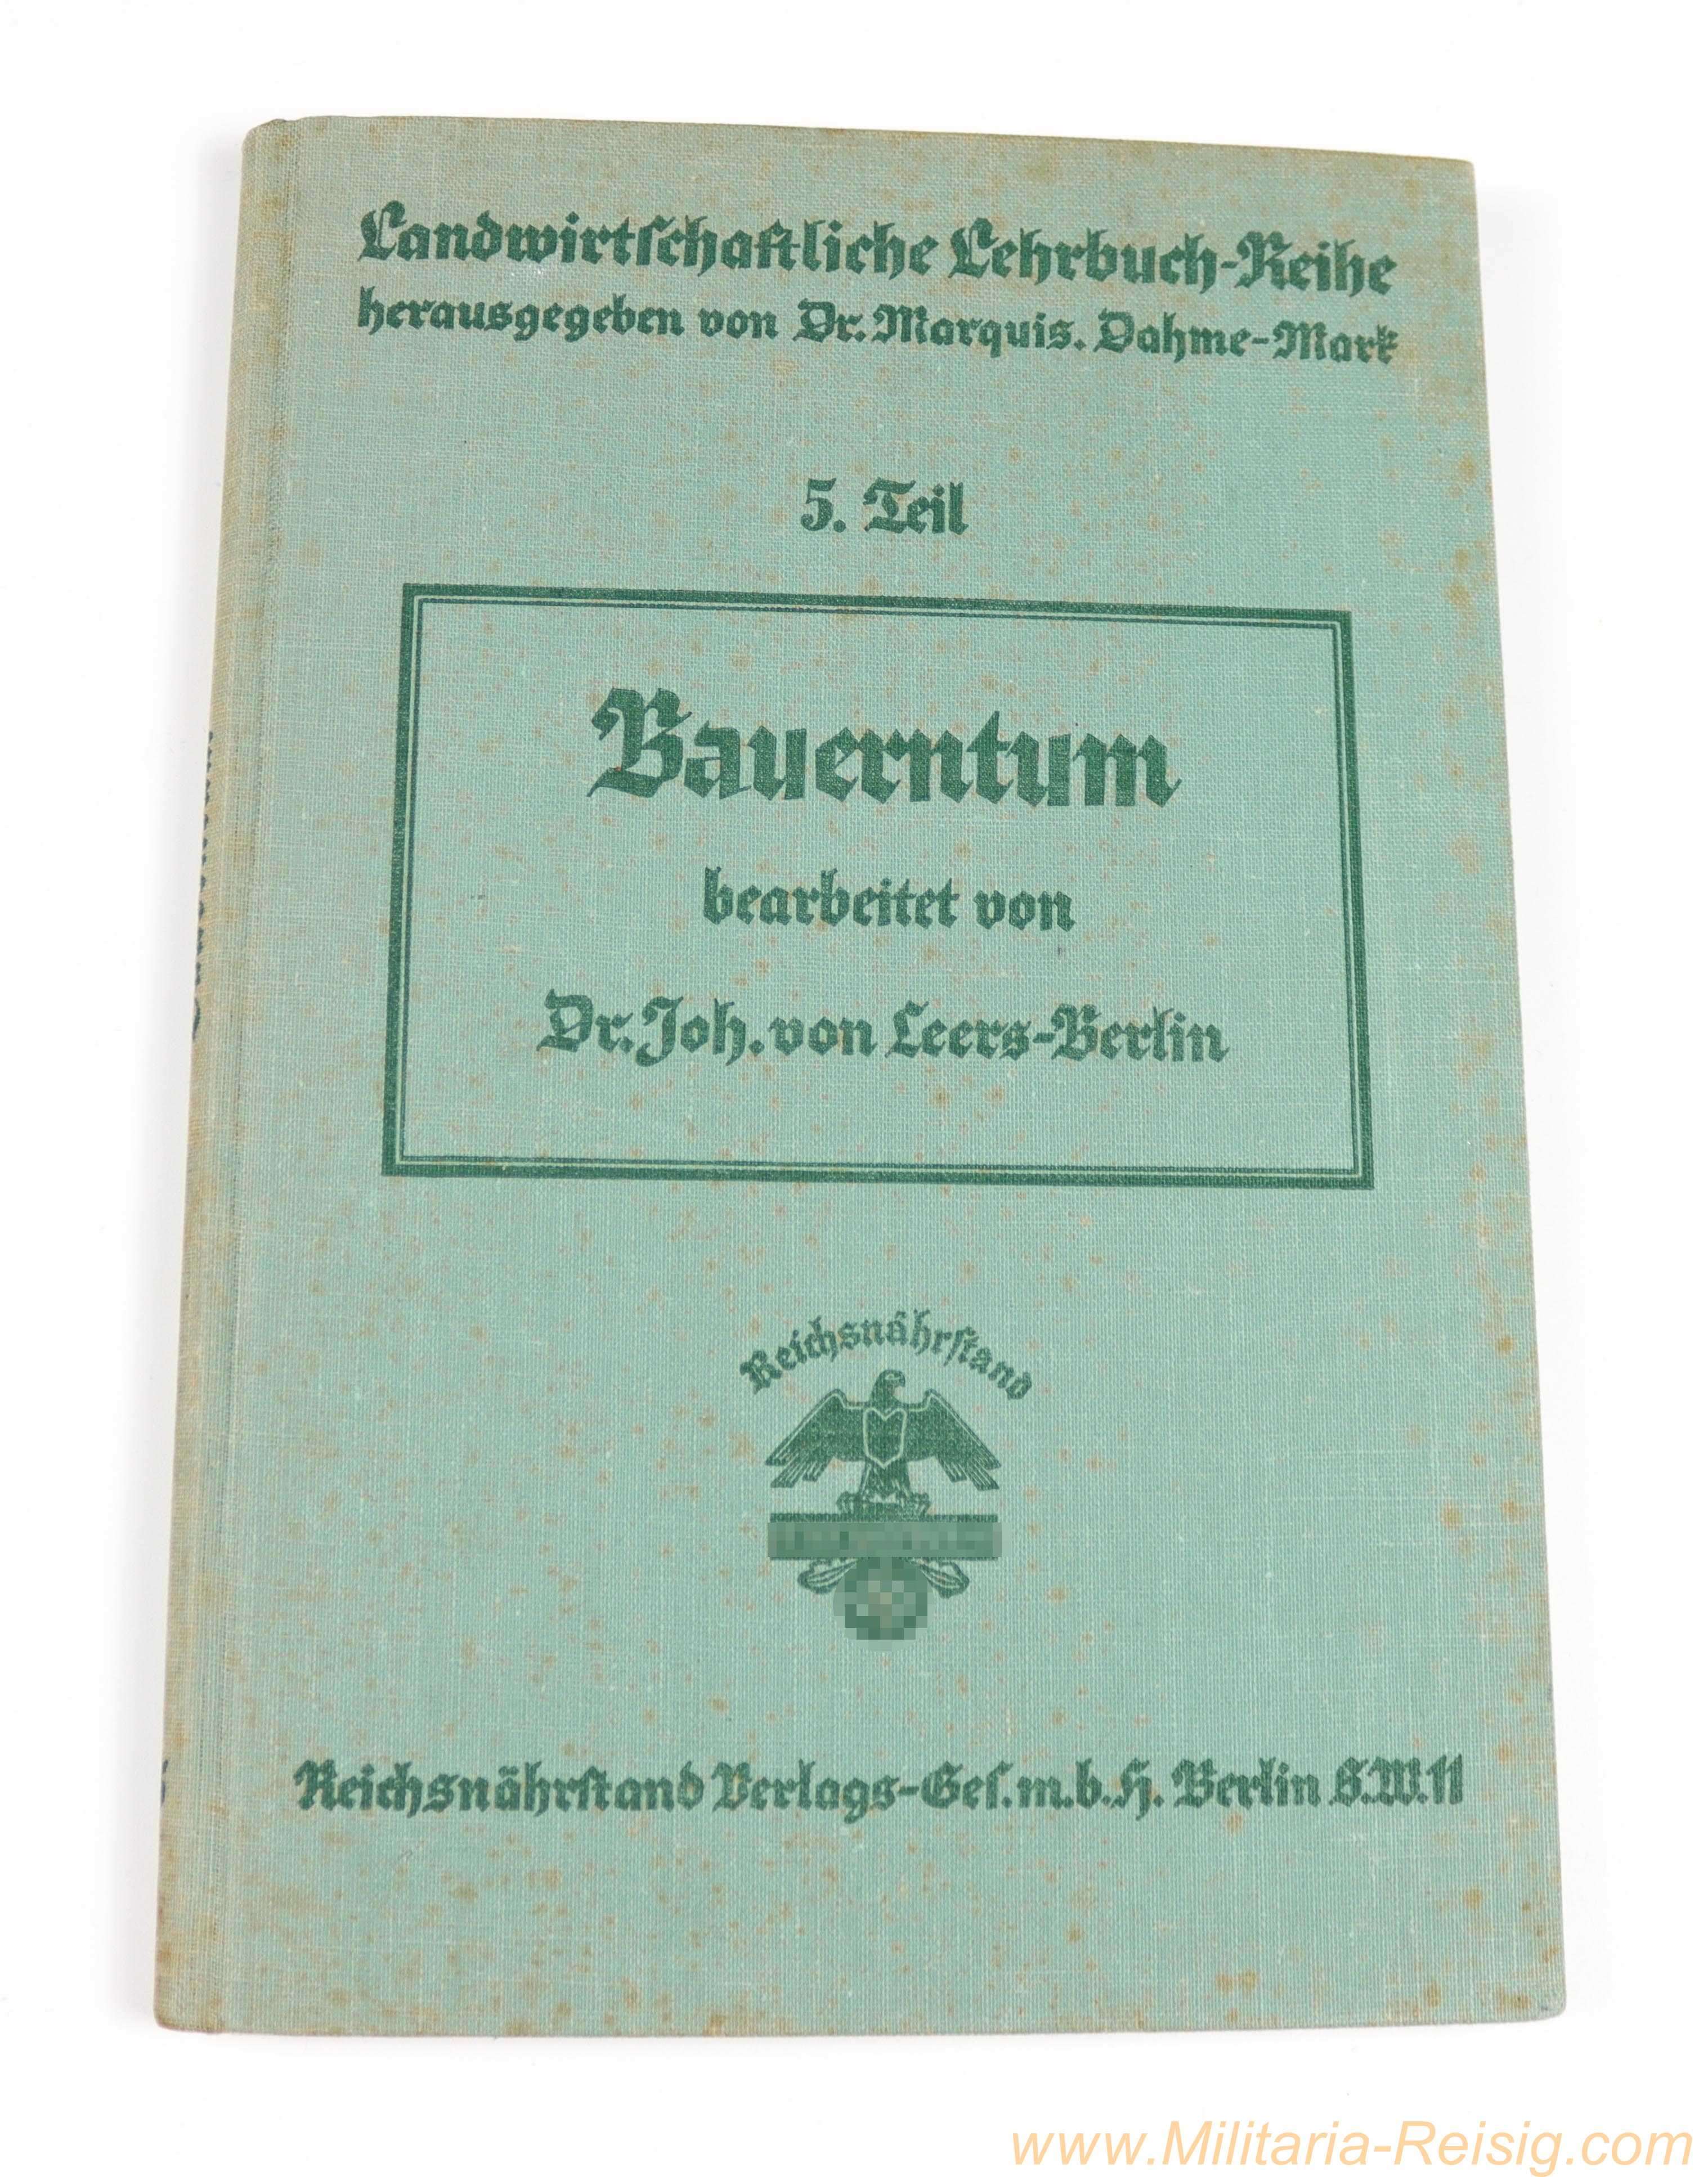 Landwirtschaftliche Lehrbuch-Reihe
herausgegeben von Dr. Marquis. Dahme-Mark
5. Teil
Bauerntum
bearbeitet von
Dr. Joh. von Leers-Berlin
Reichsnährstand
Reichsnährstand Verlags-Ges. m.b.H. Berlin S.W. 11
www.Militaria-Reisig.com